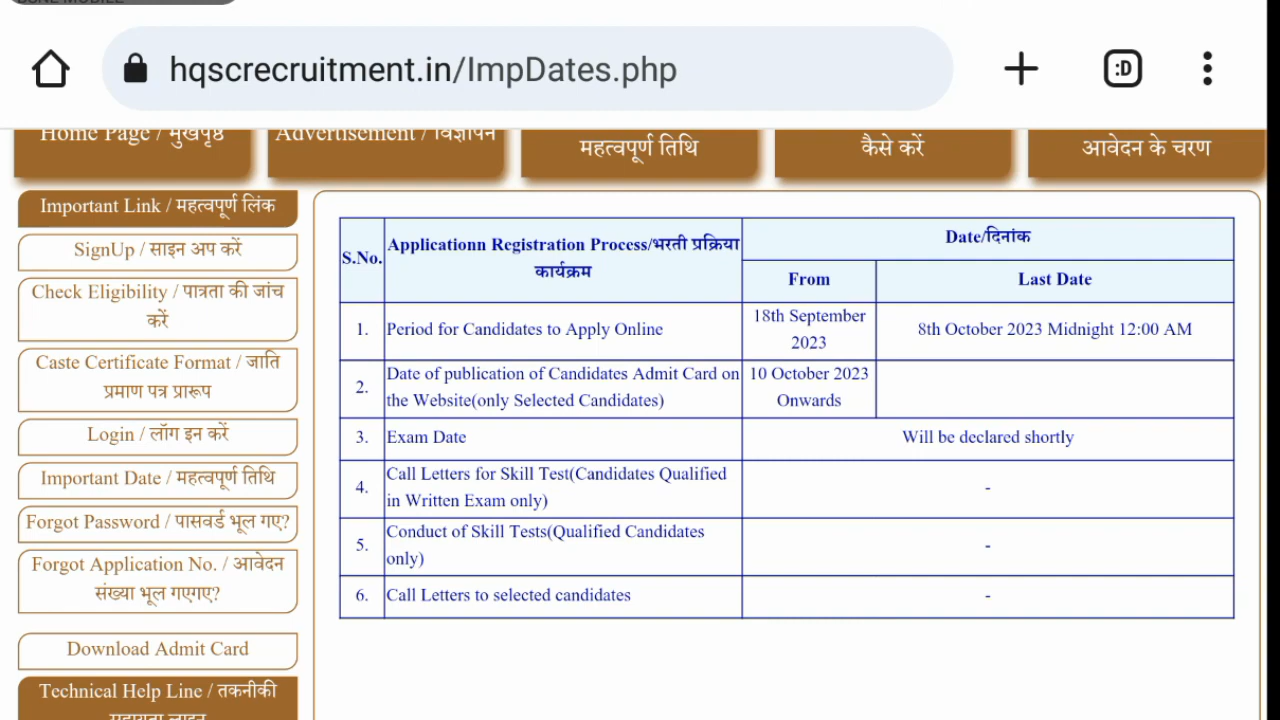 hqscrecruitment.in/ImpDates.php
:D
Home Page / मुखपृष्ठ
Advertisement / विज्ञापन
महत्वपूर्ण तिथि
कैसे करें
आवेदन के चरण
Important Link / महत्वपूर्ण लिंक
SignUp / साइन अप करें
Check Eligibility / पात्रता की जांच
करें
Caste Certificate Format / जाति
प्रमाण पत्र प्रारूप
Login / लॉग इन करें
Important Date / महत्वपूर्ण तिथि
Forgot Password / पासवर्ड भूल गए?
Forgot Application No. / आवेदन
संख्या भूल गएगए?
Download Admit Card
Technical Help Line / तकनीकी
सहायता लाइन
S.No.
Applicationn Registration Process/भरती प्रक्रिया
कार्यक्रम
Date/दिनांक
From
Last Date
1.
Period for Candidates to Apply Online
18th September
2023
8th October 2023 Midnight 12:00 AM
2.
Date of publication of Candidates Admit Card on
the Website(only Selected Candidates)
10 October 2023
Onwards
3.
Exam Date
Will be declared shortly
4.
Call Letters for Skill Test(Candidates Qualified
in Written Exam only)
-
5.
Conduct of Skill Tests(Qualified Candidates
only)
-
6.
Call Letters to selected candidates
-